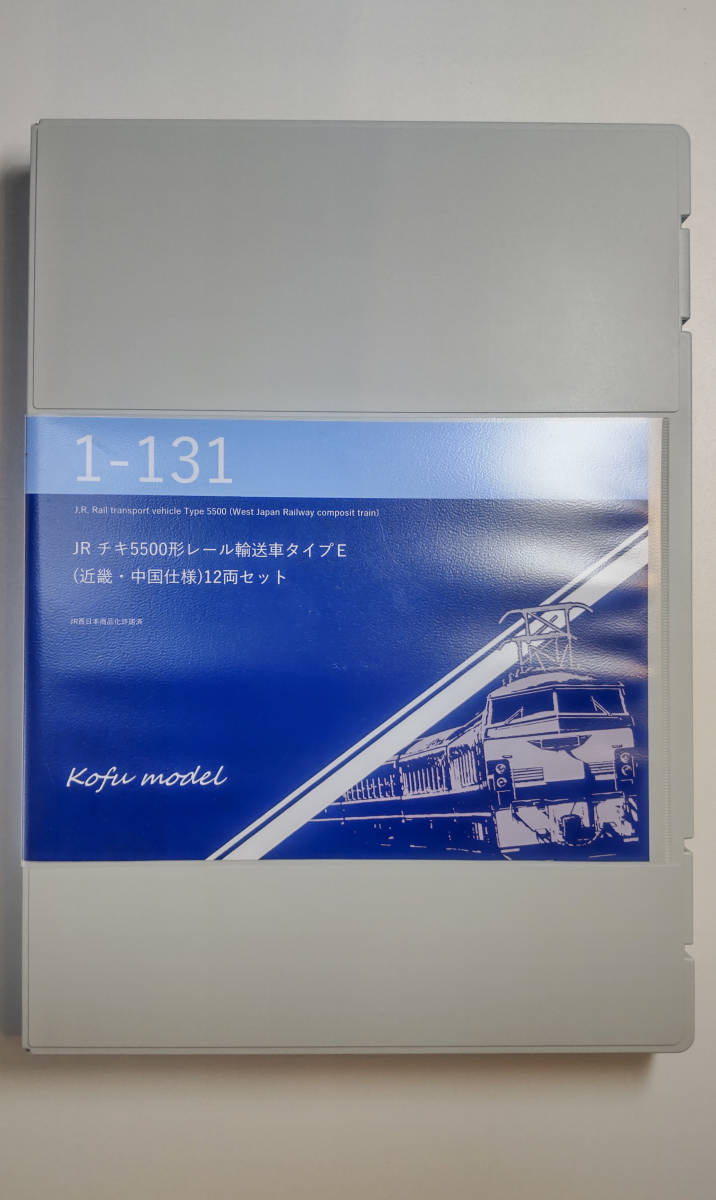 1-131
J.R. Rail transport vehicle Type 5500 (West Japan Railway composit train)
JR チキ5500形レール輸送車タイプE
(近畿・中国仕様)12両セット
JR西日本商品化許諾済
Kofu model